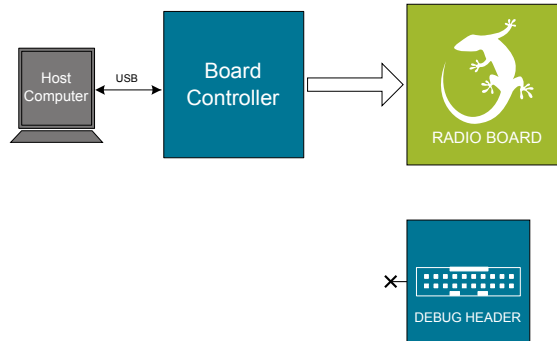 Host
Computer
USB
Board
Controller
RADIO BOARD
DEBUG HEADER